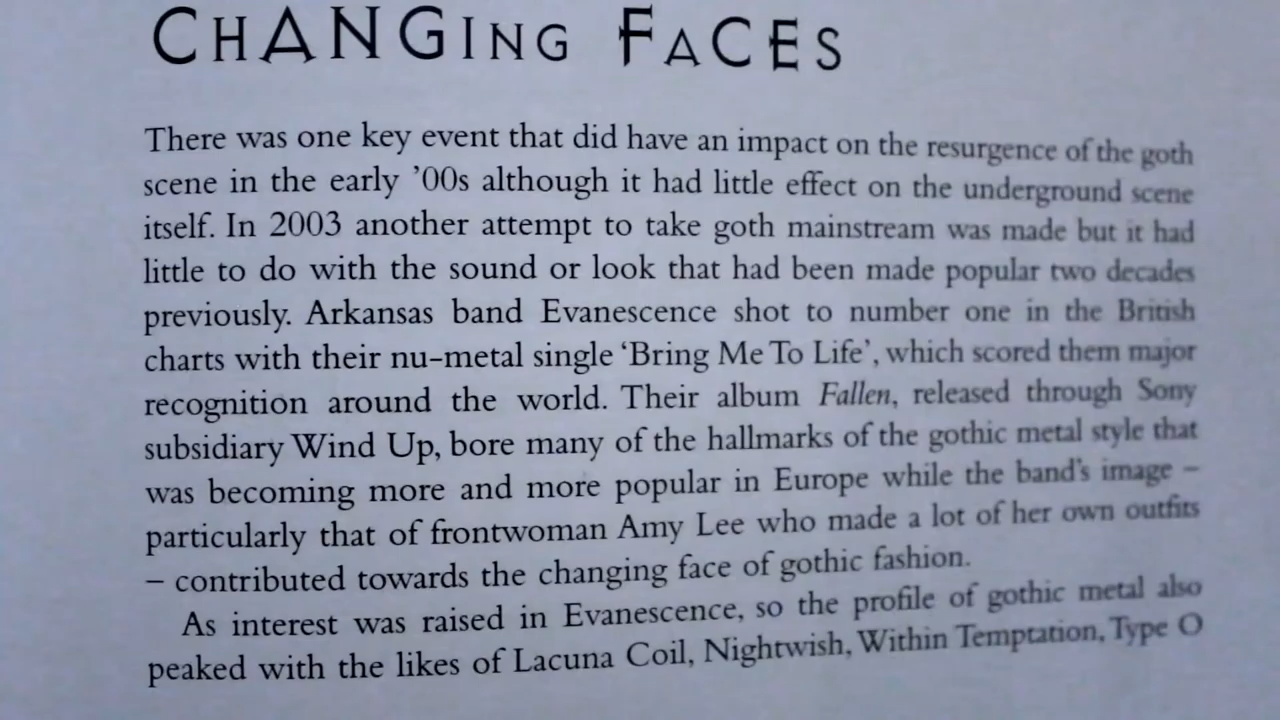 CHANGING FACES
There was one key event that did have an impact on the resurgence of the goth
scene in the early ’00s although it had little effect on the underground scene
itself. In 2003 another attempt to take goth mainstream was made but it had
little to do with the sound or look that had been made popular two decades
previously. Arkansas band Evanescence shot to number one in the British
charts with their nu-metal single ‘Bring Me To Life’, which scored them major
recognition around the world. Their album Fallen, released through Sony
subsidiary Wind Up, bore many of the hallmarks of the gothic metal style that
was becoming more and more popular in Europe while the band’s image –
particularly that of frontwoman Amy Lee who made a lot of her own outfits
– contributed towards the changing face of gothic fashion.
As interest was raised in Evanescence, so the profile of gothic metal also
peaked with the likes of Lacuna Coil, Nightwish, Within Temptation, Type O